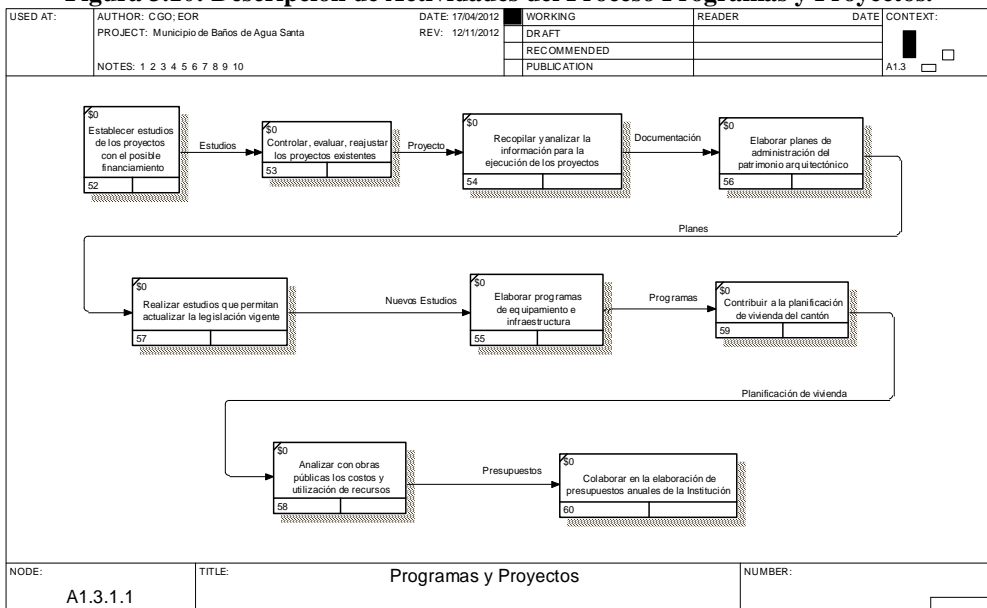 Figura 3.10. Descripción de Actividades del Proceso Programas y Proyectos.
USED AT:
AUTHOR: CGO; EOR
DATE: 17/04/2012
WORKING
READER
DATE
CONTEXT:
PROJECT: Municipio de Baños de Agua Santa
REV: 12/11/2012
DRAFT
RECOMMENDED
NOTES: 1 2 3 4 5 6 7 8 9 10
PUBLICATION
A1.3
$0
Establecer estudios
de los proyectos
con el posible
financiamiento
52
Estudios
$0
Controlar, evaluar, reajustar
los proyectos existentes
53
Proyecto
$0
Recopilar y analizar la
información para la
ejecución de los proyectos
54
Documentación
$0
Elaborar planes de
administración del
patrimonio arquitectónico
56
Planes
$0
Realizar estudios que permitan
actualizar la legislación vigente
57
Nuevos Estudios
$0
Elaborar programas
de equipamiento e
infraestructura
55
Programas
$0
Contribuir a la planificación
de vivienda del cantón
59
Planificación de vivienda
$0
Analizar con obras
públicas los costos y
utilización de recursos
58
Presupuestos
$0
Colaborar en la elaboración de
presupuestos anuales de la Institución
60
NODE:
A1.3.1.1
TITLE:
Programas y Proyectos
NUMBER: